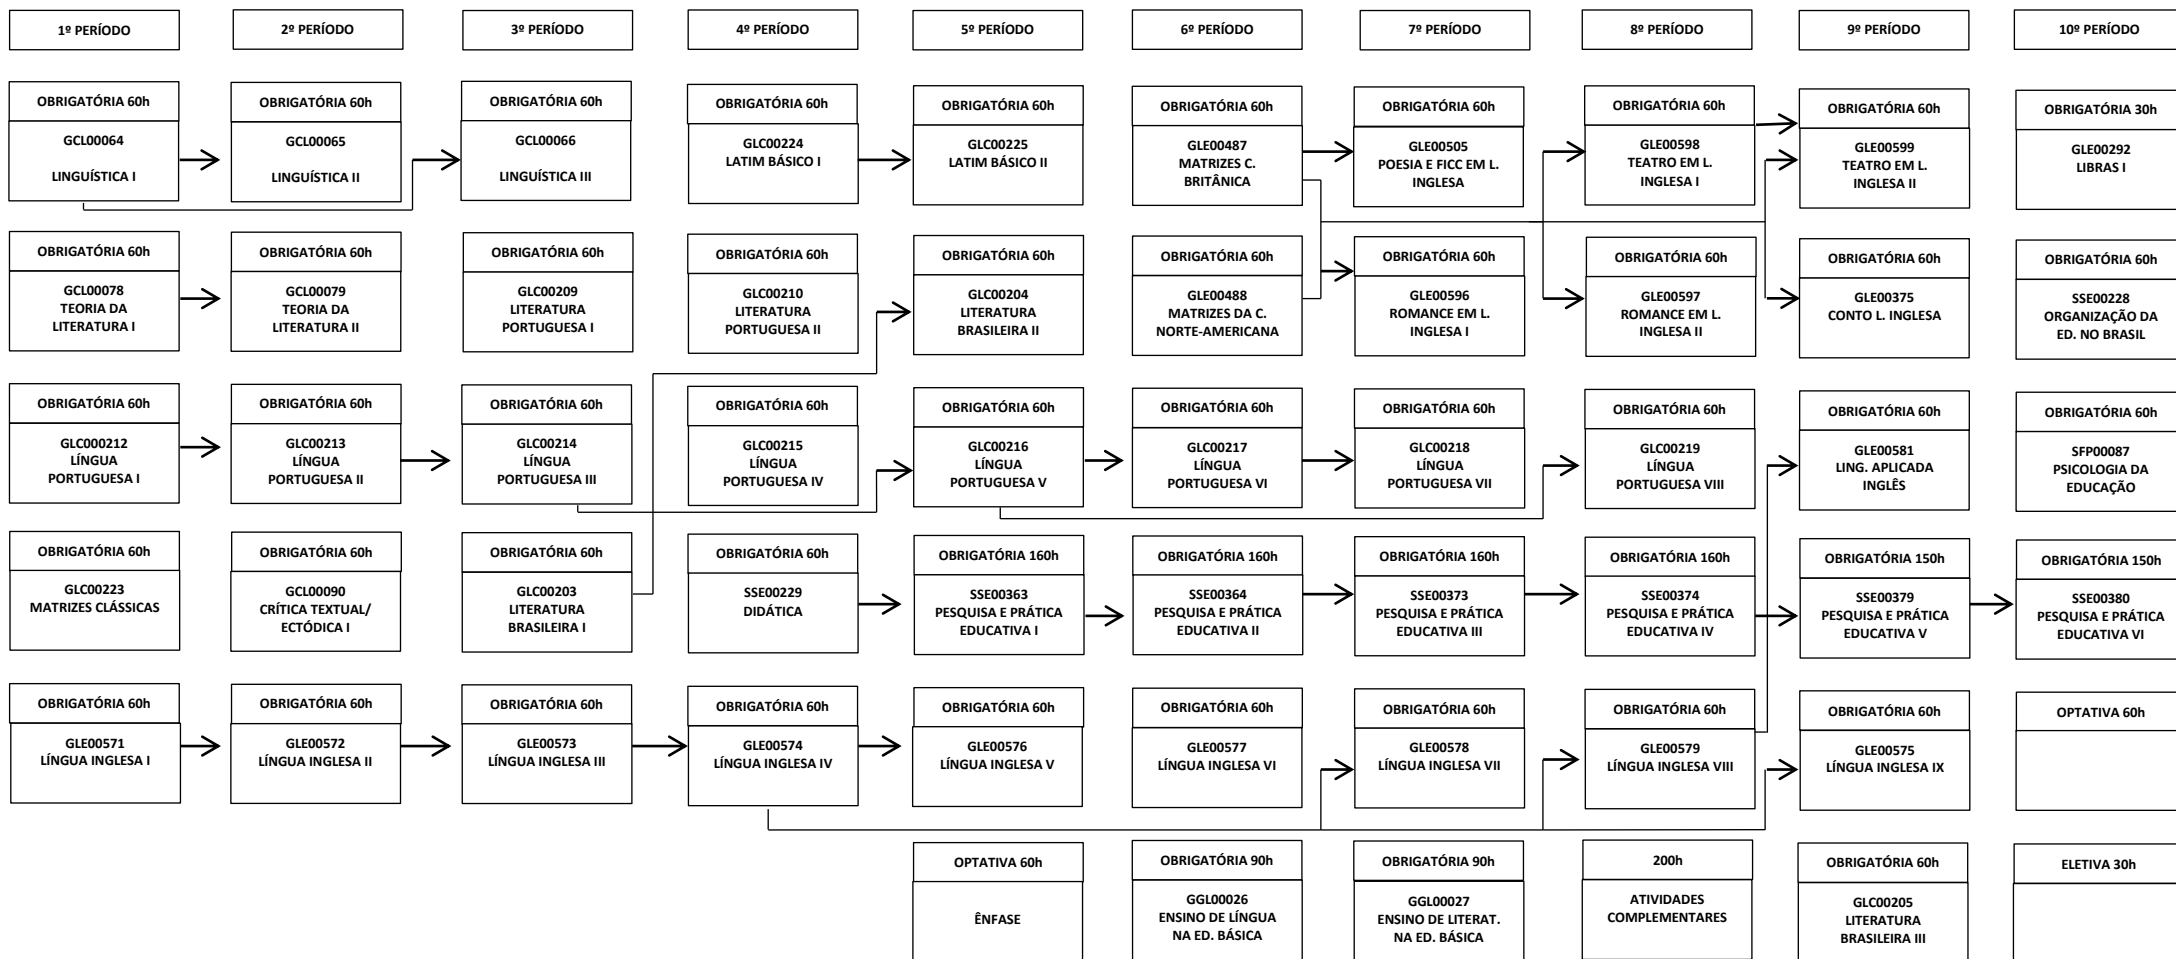 1º PERÍODO
2º PERÍODO
3º PERÍODO
4º PERÍODO
5º PERÍODO
6º PERÍODO
7º PERÍODO
8º PERÍODO
9º PERÍODO
10º PERÍODO
OBRIGATÓRIA 60h
GCL00064
LINGUÍSTICA I
OBRIGATÓRIA 60h
GCL00065
LINGUÍSTICA II
OBRIGATÓRIA 60h
GCL00066
LINGUÍSTICA III
OBRIGATÓRIA 60h
GLC00224
LATIM BÁSICO I
OBRIGATÓRIA 60h
GLC00225
LATIM BÁSICO II
OBRIGATÓRIA 60h
GLE00487
MATRIZES C.
BRITÂNICA
OBRIGATÓRIA 60h
GLE00505
POESIA E FICC EM L.
INGLESA
OBRIGATÓRIA 60h
GLE00598
TEATRO EM L.
INGLESA I
OBRIGATÓRIA 60h
GLE00599
TEATRO EM L.
INGLESA II
OBRIGATÓRIA 30h
GLE00292
LIBRAS I
OBRIGATÓRIA 60h
GCL00078
TEORIA DA
LITERATURA I
OBRIGATÓRIA 60h
GCL00079
TEORIA DA
LITERATURA II
OBRIGATÓRIA 60h
GLC00209
LITERATURA
PORTUGUESA I
OBRIGATÓRIA 60h
GLC00210
LITERATURA
PORTUGUESA II
OBRIGATÓRIA 60h
GLC00204
LITERATURA
BRASILEIRA II
OBRIGATÓRIA 60h
GLE00488
MATRIZES DA C.
NORTE-AMERICANA
OBRIGATÓRIA 60h
GLE00596
ROMANCE EM L.
INGLESA I
OBRIGATÓRIA 60h
GLE00597
ROMANCE EM L.
INGLESA II
OBRIGATÓRIA 60h
GLE00375
CONTO L. INGLESA
OBRIGATÓRIA 60h
SSE00228
ORGANIZAÇÃO DA
ED. NO BRASIL
OBRIGATÓRIA 60h
GLC000212
LÍNGUA
PORTUGUESA I
OBRIGATÓRIA 60h
GLC00213
LÍNGUA
PORTUGUESA II
OBRIGATÓRIA 60h
GLC00214
LÍNGUA
PORTUGUESA III
OBRIGATÓRIA 60h
GLC00215
LÍNGUA
PORTUGUESA IV
OBRIGATÓRIA 60h
GLC00216
LÍNGUA
PORTUGUESA V
OBRIGATÓRIA 60h
GLC00217
LÍNGUA
PORTUGUESA VI
OBRIGATÓRIA 60h
GLC00218
LÍNGUA
PORTUGUESA VII
OBRIGATÓRIA 60h
GLC00219
LÍNGUA
PORTUGUESA VIII
OBRIGATÓRIA 60h
GLE00581
LING. APLICADA
INGLÊS
OBRIGATÓRIA 60h
SFP00087
PSICOLOGIA DA
EDUCAÇÃO
OBRIGATÓRIA 60h
GLC00223
MATRIZES CLÁSSICAS
OBRIGATÓRIA 60h
GCL00090
CRÍTICA TEXTUAL/
ECTÓDICA I
OBRIGATÓRIA 60h
GLC00203
LITERATURA
BRASILEIRA I
OBRIGATÓRIA 60h
SSE00229
DIDÁTICA
OBRIGATÓRIA 160h
SSE00363
PESQUISA E PRÁTICA
EDUCATIVA I
OBRIGATÓRIA 160h
SSE00364
PESQUISA E PRÁTICA
EDUCATIVA II
OBRIGATÓRIA 160h
SSE00373
PESQUISA E PRÁTICA
EDUCATIVA III
OBRIGATÓRIA 160h
SSE00374
PESQUISA E PRÁTICA
EDUCATIVA IV
OBRIGATÓRIA 150h
SSE00379
PESQUISA E PRÁTICA
EDUCATIVA V
OBRIGATÓRIA 150h
SSE00380
PESQUISA E PRÁTICA
EDUCATIVA VI
OBRIGATÓRIA 60h
GLE00571
LÍNGUA INGLESA I
OBRIGATÓRIA 60h
GLE00572
LÍNGUA INGLESA II
OBRIGATÓRIA 60h
GLE00573
LÍNGUA INGLESA III
OBRIGATÓRIA 60h
GLE00574
LÍNGUA INGLESA IV
OBRIGATÓRIA 60h
GLE00576
LÍNGUA INGLESA V
OBRIGATÓRIA 60h
GLE00577
LÍNGUA INGLESA VI
OBRIGATÓRIA 60h
GLE00578
LÍNGUA INGLESA VII
OBRIGATÓRIA 60h
GLE00579
LÍNGUA INGLESA VIII
OBRIGATÓRIA 60h
GLE00575
LÍNGUA INGLESA IX
OPTATIVA 60h
OPTATIVA 60h
ÊNFASE
OBRIGATÓRIA 90h
GGL00026
ENSINO DE LÍNGUA
NA ED. BÁSICA
OBRIGATÓRIA 90h
GGL00027
ENSINO DE LITERAT.
NA ED. BÁSICA
200h
ATIVIDADES
COMPLEMENTARES
OBRIGATÓRIA 60h
GLC00205
LITERATURA
BRASILEIRA III
ELETIVA 30h